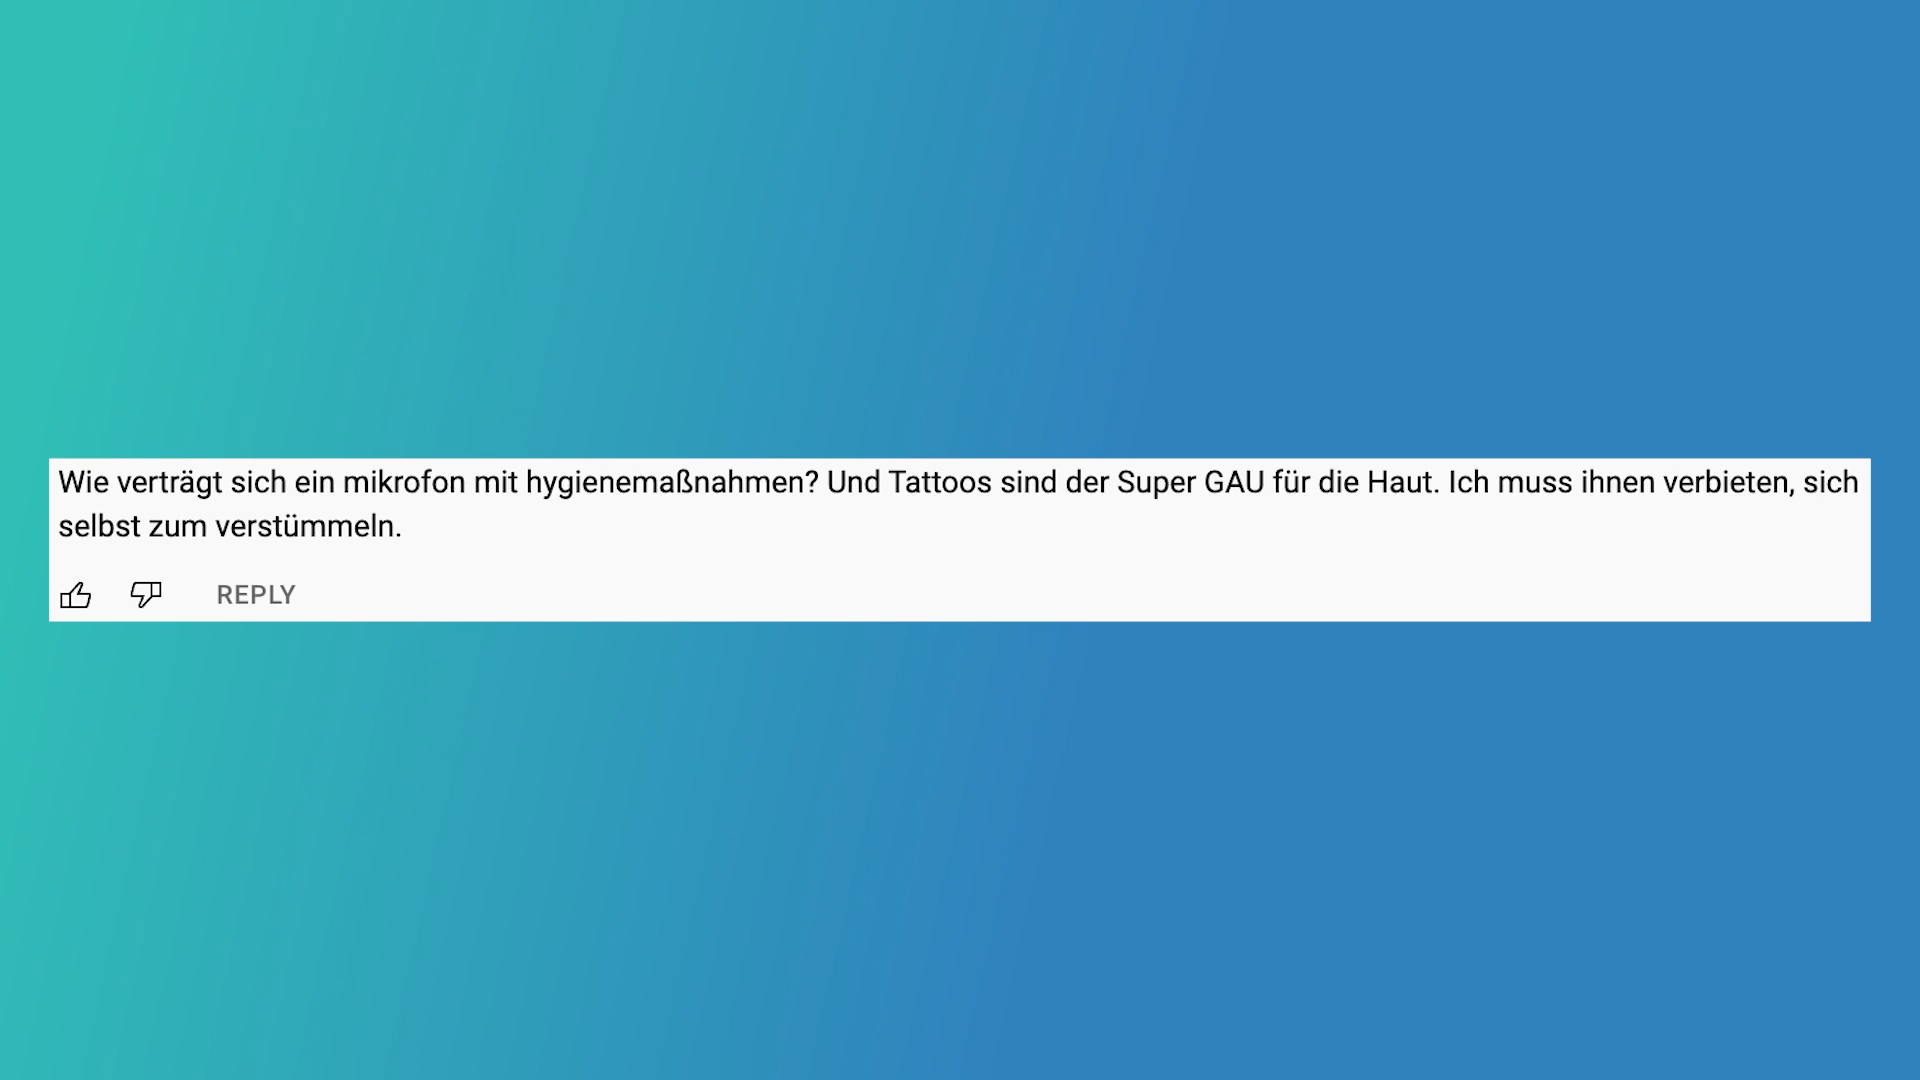 Wie verträgt sich ein mikrofon mit hygienemaßnahmen? Und Tattoos sind der Super GAU für die Haut. Ich muss ihnen verbieten, sich
selbst zum verstümmeln.
REPLY